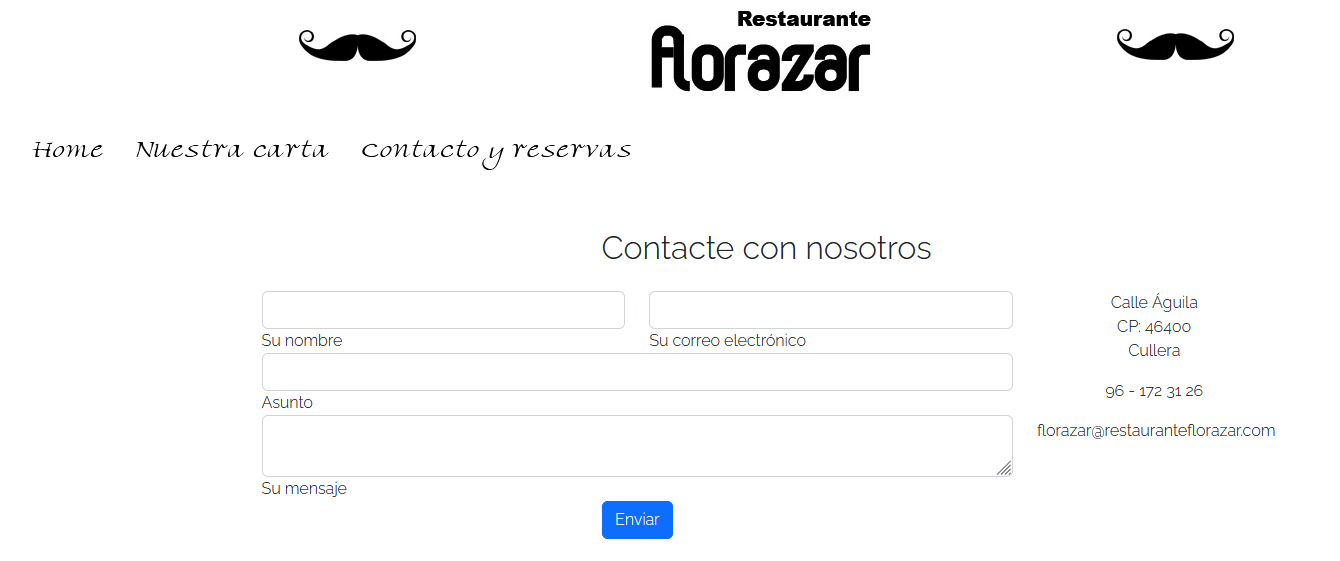 Restaurante
florazar
Home Nuestra carta Contacto y reservas
Contacte con nosotros
Su nombre
Su correo electrónico
Asunto
Su mensaje
Enviar
Calle Águila
CP: 46400
Cullera
96 - 172 31 26
florazar@restauranteflorazar.com